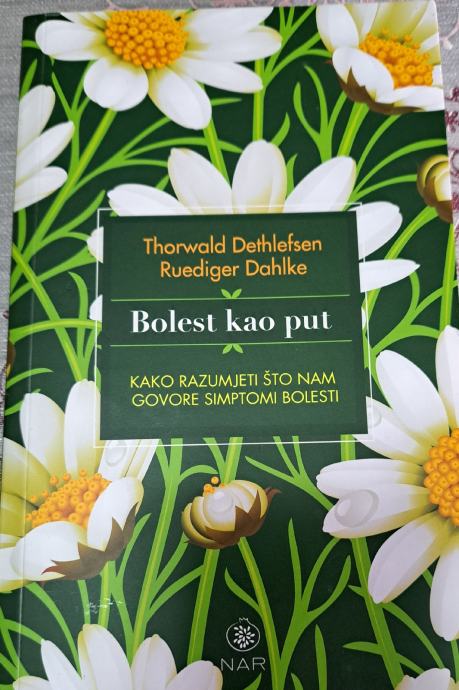 Thorwald Dethlefsen
Ruediger Dahlke
Bolest kao put
KAKO RAZUMJETI ŠTO NAM
GOVORE SIMPTOMI BOLESTI
NAR